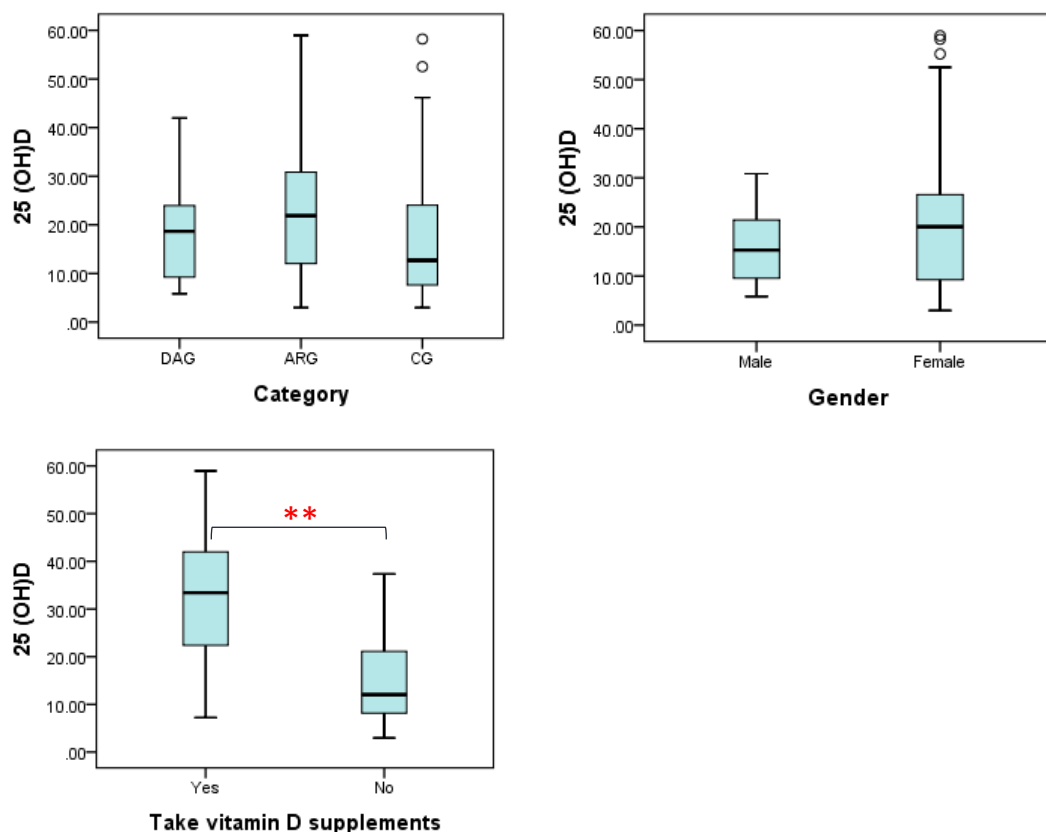 25 (OH)D
60.00
50.00
40.00
30.00
20.00
10.00
.00
DAG ARG CG
Category
25 (OH)D
60.00
50.00
40.00
30.00
20.00
10.00
.00
Male Female
Gender
25 (OH)D
60.00
50.00
40.00
30.00
20.00
10.00
.00
**
Yes No
Take vitamin D supplements